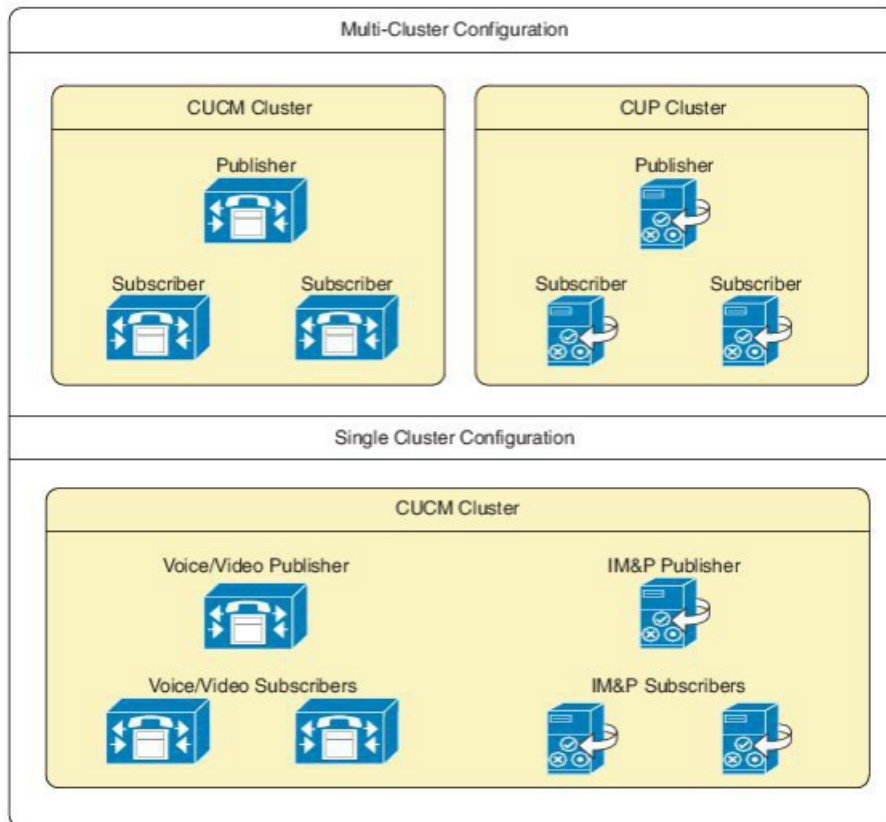 Multi-Cluster Configuration
CUCM Cluster
Publisher
Subscriber
Subscriber
CUP Cluster
Publisher
Subscriber
Subscriber
Single Cluster Configuration
CUCM Cluster
Voice/Video Publisher
IM&P Publisher
Voice/Video Subscribers
IM&P Subscribers